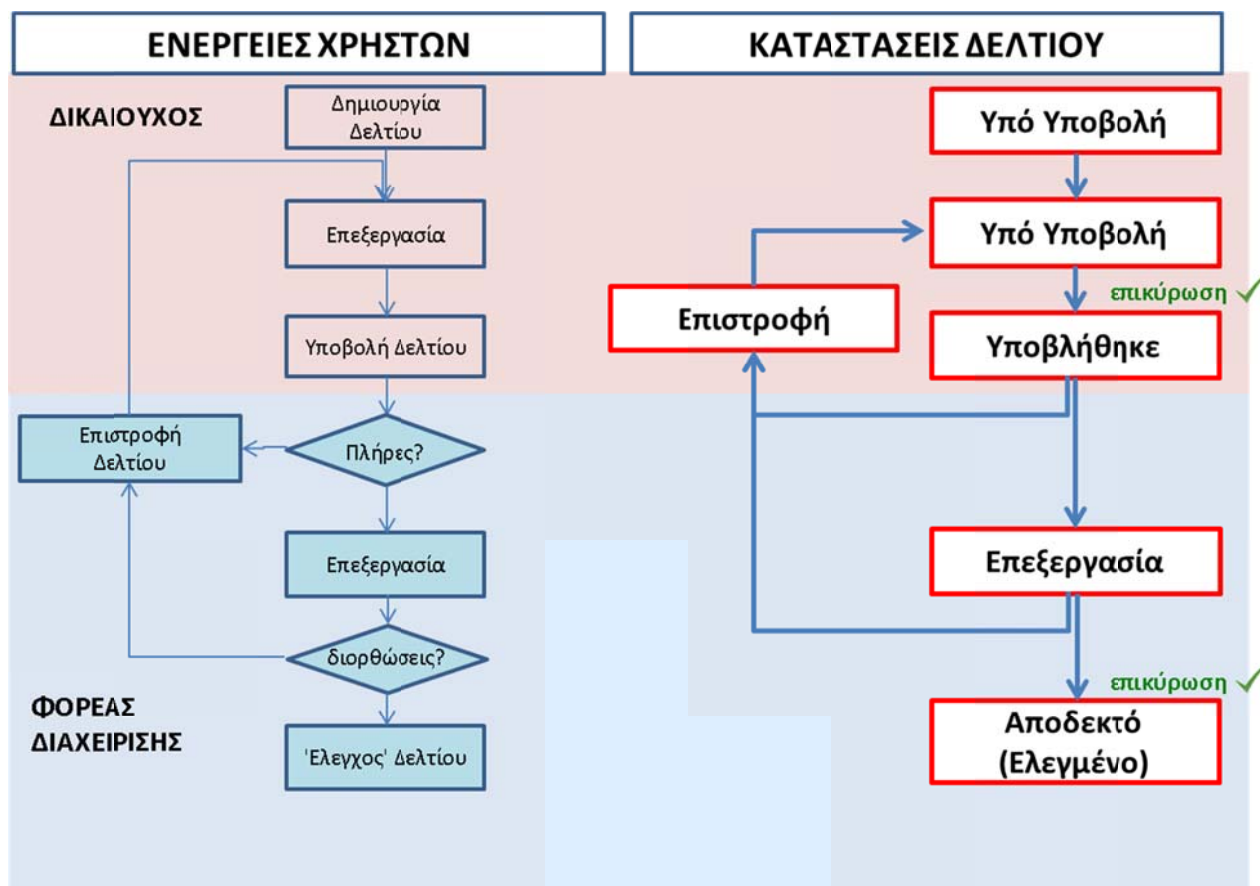 ΕΝΕΡΓΕΙΕΣ ΧΡΗΣΤΩΝ
ΚΑΤΑΣΤΑΣΕΙΣ ΔΕΛΤΙΟΥ
ΔΙΚΑΙΟΥΧΟΣ
Δημιουργία
Δελτίου
Υπό Υποβολή
Επεξεργασία
Υπό Υποβολή
επικύρωση
Επιστροφή
Υποβολή Δελτίου
Υποβλήθηκε
Επιστροφή
Δελτίου
Πλήρες?
Επεξεργασία
Επεξεργασία
διορθώσεις?
επικύρωση
ΦΟΡΕΑΣ
ΔΙΑΧΕΙΡΙΣΗΣ
'Ελεγχος' Δελτίου
Αποδεκτό
(Ελεγμένο)